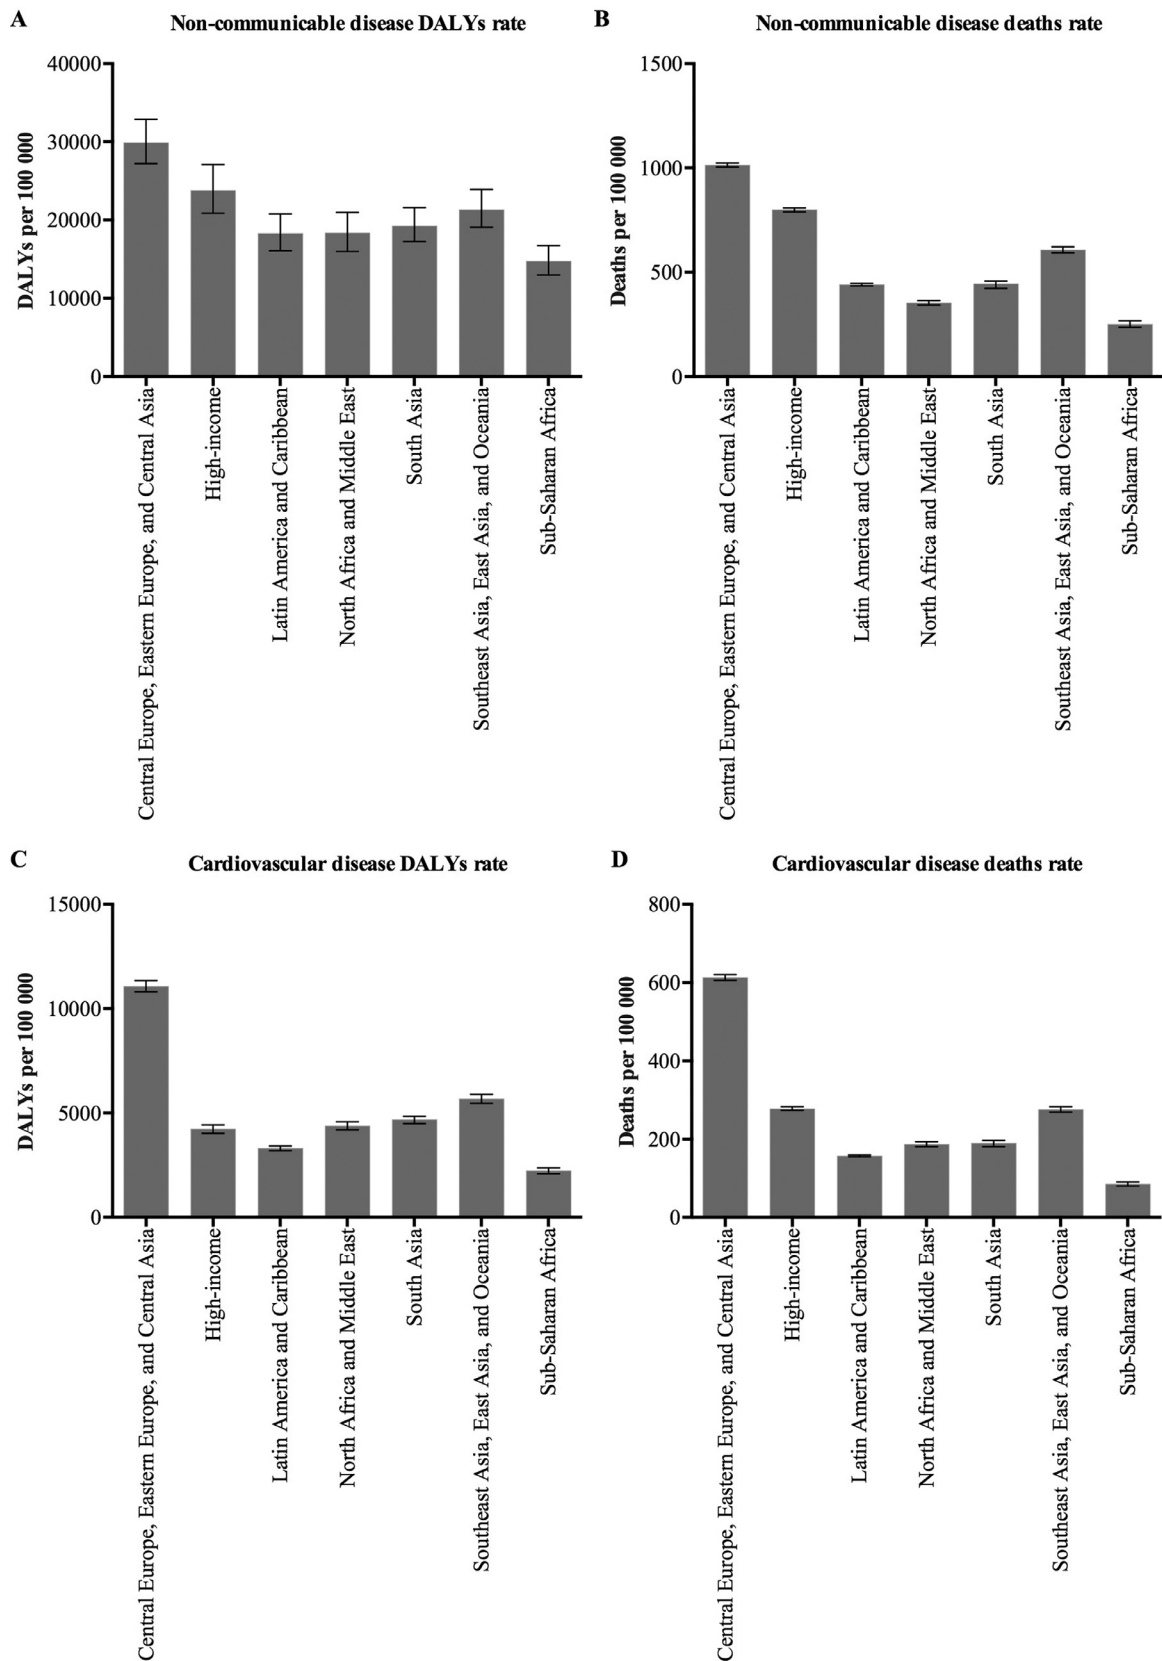 A
Non-communicable disease DALYs rate
DALYs per 100 000
40000
30000
20000
10000
0
Central Europe, Eastern Europe, and Central Asia
High-income
Latin America and Caribbean
North Africa and Middle East
South Asia
Southeast Asia, East Asia, and Oceania
Sub-Saharan Africa
B
Non-communicable disease deaths rate
Deaths per 100 000
1500
1000
500
0
Central Europe, Eastern Europe, and Central Asia
High-income
Latin America and Caribbean
North Africa and Middle East
South Asia
Southeast Asia, East Asia, and Oceania
Sub-Saharan Africa
C
Cardiovascular disease DALYs rate
DALYs per 100 000
15000
10000
5000
0
Central Europe, Eastern Europe, and Central Asia
High-income
Latin America and Caribbean
North Africa and Middle East
South Asia
Southeast Asia, East Asia, and Oceania
Sub-Saharan Africa
D
Cardiovascular disease deaths rate
Deaths per 100 000
800
600
400
200
0
Central Europe, Eastern Europe, and Central Asia
High-income
Latin America and Caribbean
North Africa and Middle East
South Asia
Southeast Asia, East Asia, and Oceania
Sub-Saharan Africa